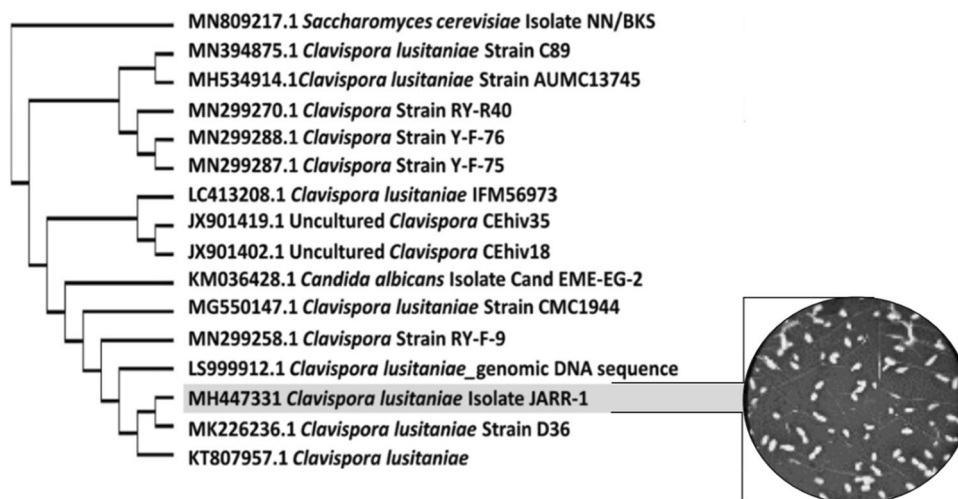 MN809217.1 Saccharomyces cerevisiae Isolate NN/BKS
MN394875.1 Clavispora lusitaniae Strain C89
MH534914.1Clavispora lusitaniae Strain AUMC13745
MN299270.1 Clavispora Strain RY-R40
MN299288.1 Clavispora Strain Y-F-76
MN299287.1 Clavispora Strain Y-F-75
LC413208.1 Clavispora lusitaniae IFM56973
JX901419.1 Uncultured Clavispora CEhiv35
JX901402.1 Uncultured Clavispora CEhiv18
KM036428.1 Candida albicans Isolate Cand EME-EG-2
MG550147.1 Clavispora lusitaniae Strain CMC1944
MN299258.1 Clavispora Strain RY-F-9
LS999912.1 Clavispora lusitaniae_genomic DNA sequence
MH447331 Clavispora lusitaniae Isolate JARR-1
MK226236.1 Clavispora lusitaniae Strain D36
KT807957.1 Clavispora lusitaniae